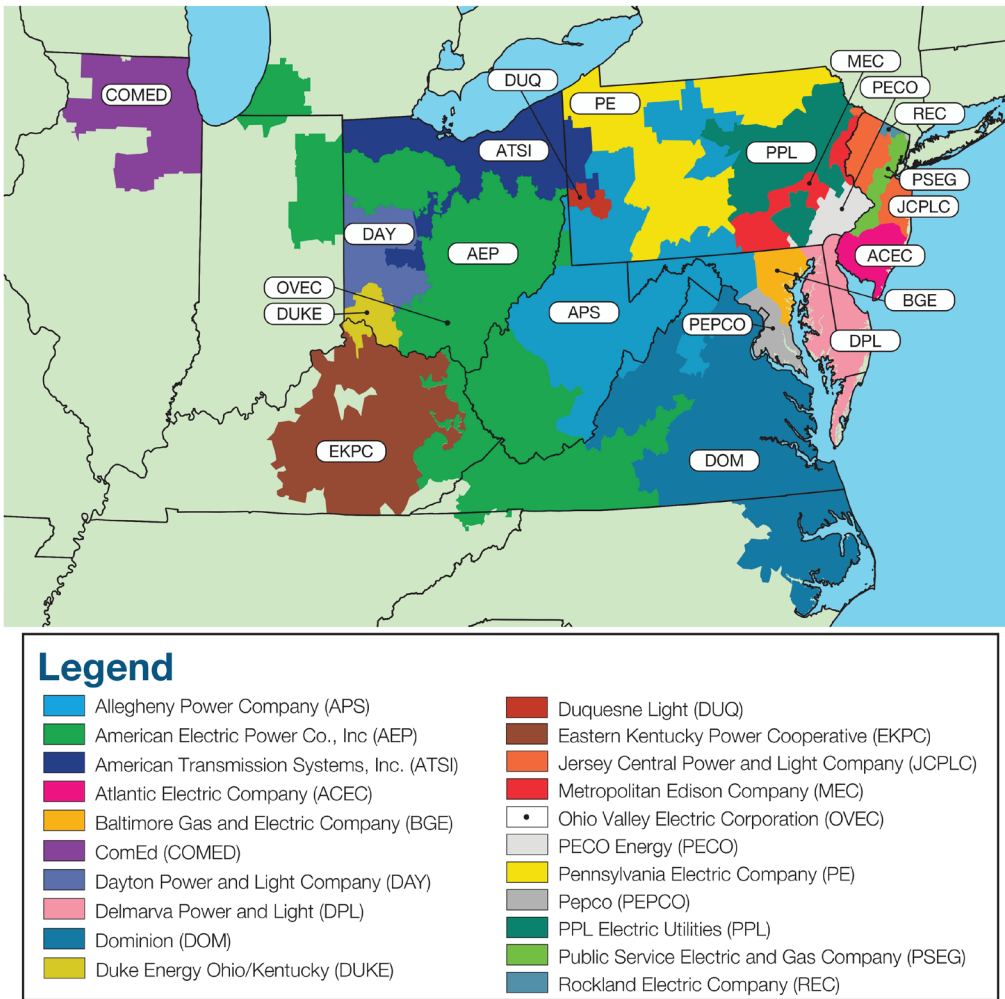 MEC
DUQ
PECO
COMED
PE
REC
ATSI
PPL
PSEG
JCPLC
DAY
AEP
ACEC
OVEC
BGE
DUKE
APS
PEPCO
DPL
EKPC
DOM
Legend
Allegheny Power Company (APS)
American Electric Power Co., Inc (AEP)
American Transmission Systems, Inc. (ATSI)
Atlantic Electric Company (ACEC)
Baltimore Gas and Electric Company (BGE)
ComEd (COMED)
Dayton Power and Light Company (DAY)
Delmarva Power and Light (DPL)
Dominion (DOM)
Duke Energy Ohio/Kentucky (DUKE)
Duquesne Light (DUQ)
Eastern Kentucky Power Cooperative (EKPC)
Jersey Central Power and Light Company (JCPLC)
Metropolitan Edison Company (MEC)
Ohio Valley Electric Corporation (OVEC)
PECO Energy (PECO)
Pennsylvania Electric Company (PE)
Pepco (PEPCO)
PPL Electric Utilities (PPL)
Public Service Electric and Gas Company (PSEG)
Rockland Electric Company (REC)